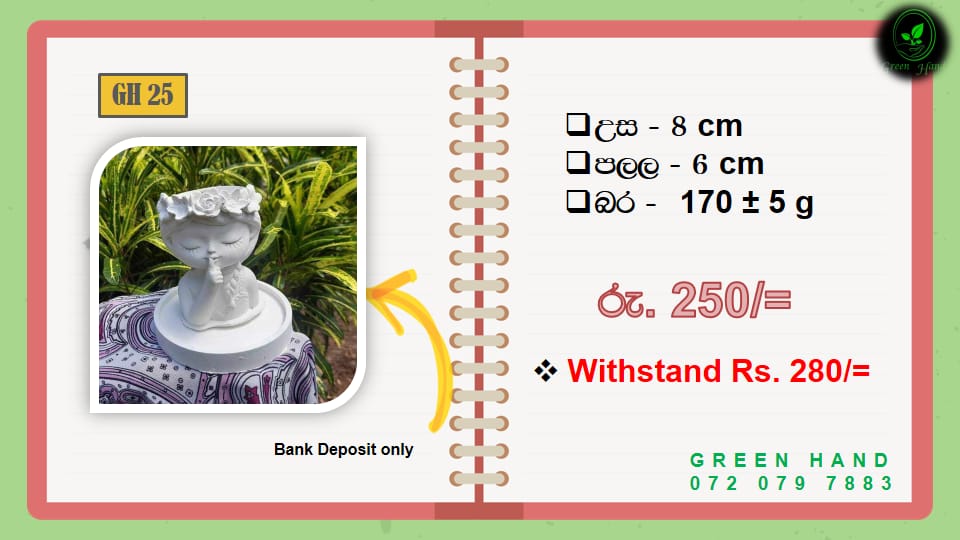 GH 25
Green Hand
❑උස - 8 cm
❑පලල - 6 cm
❑බර - 170 ± 5 g
රු. 250/=
❖ Withstand Rs. 280/=
Bank Deposit only
GREEN HAND
072 079 7883